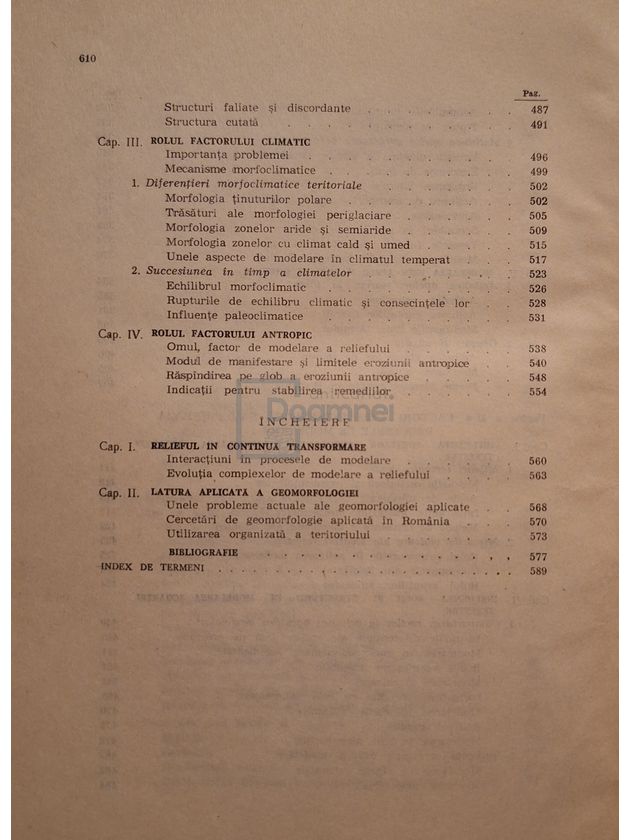 610
Pag.
Structuri faliate și discordante . . . . . . . 487
Structura cutată . . . . . . . . . . . 491
Cap. III. ROLUL FACTORULUI CLIMATIC
Importanța problemei . . . . . . . . . 496
Mecanisme morfoclimatice . . . . . . . . 499
1. Diferențieri morfoclimatice teritoriale . . . . . . 502
Morfologia ținuturilor polare . . . . . . . 502
Trăsături ale morfologiei periglaciare . . . . . 505
Morfologia zonelor aride și semiaride . . . . . 509
Morfologia zonelor cu climat cald și umed . . . . 515
Unele aspecte de modelare în climatul temperat . . 517
2. Succesiunea în timp a climatelor . . . . . . . 523
Echilibrul morfoclimatic . . . . . . . . 526
Rupturile de echilibru climatic și consecințele lor . . 528
Influențe paleoclimatice . . . . . . . . 531
Cap. IV. ROLUL FACTORULUI ANTROPIC
Omul, factor de modelare a reliefului . . . . . 538
Modul de manifestare și limitele eroziunii antropice . . 540
Răspîndirea pe glob a eroziunii antropice . . . . 548
Indicații pentru stabilirea remediilor . . . . . 554
Doamnei
ÎNCHEIERE
Cap. I. RELIEFUL ÎN CONTINUĂ TRANSFORMARE
Interacțiuni în procesele de modelare . . . . . 560
Evoluția complexelor de modelare a reliefului . . . 563
Cap. II. LATURA APLICATĂ A GEOMORFOLOGIEI
Unele probleme actuale ale geomorfologiei aplicate . . 568
Cercetări de geomorfologie aplicată în România . . . 570
Utilizarea organizată a teritoriului . . . . . . 573
BIBLIOGRAFIE . . . . . . . . . . . 577
INDEX DE TERMENI . . . . . . . . . . . . . 589